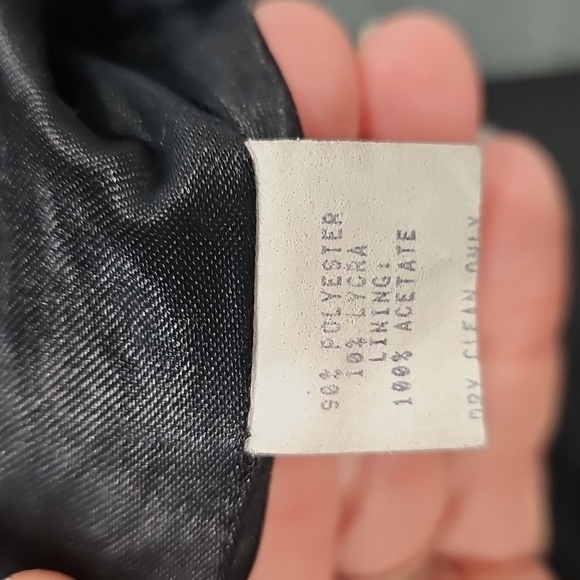 90% POLYESTER
10% LYCRA
LINING:
100% ACETATE
DRY CLEAN ONLY